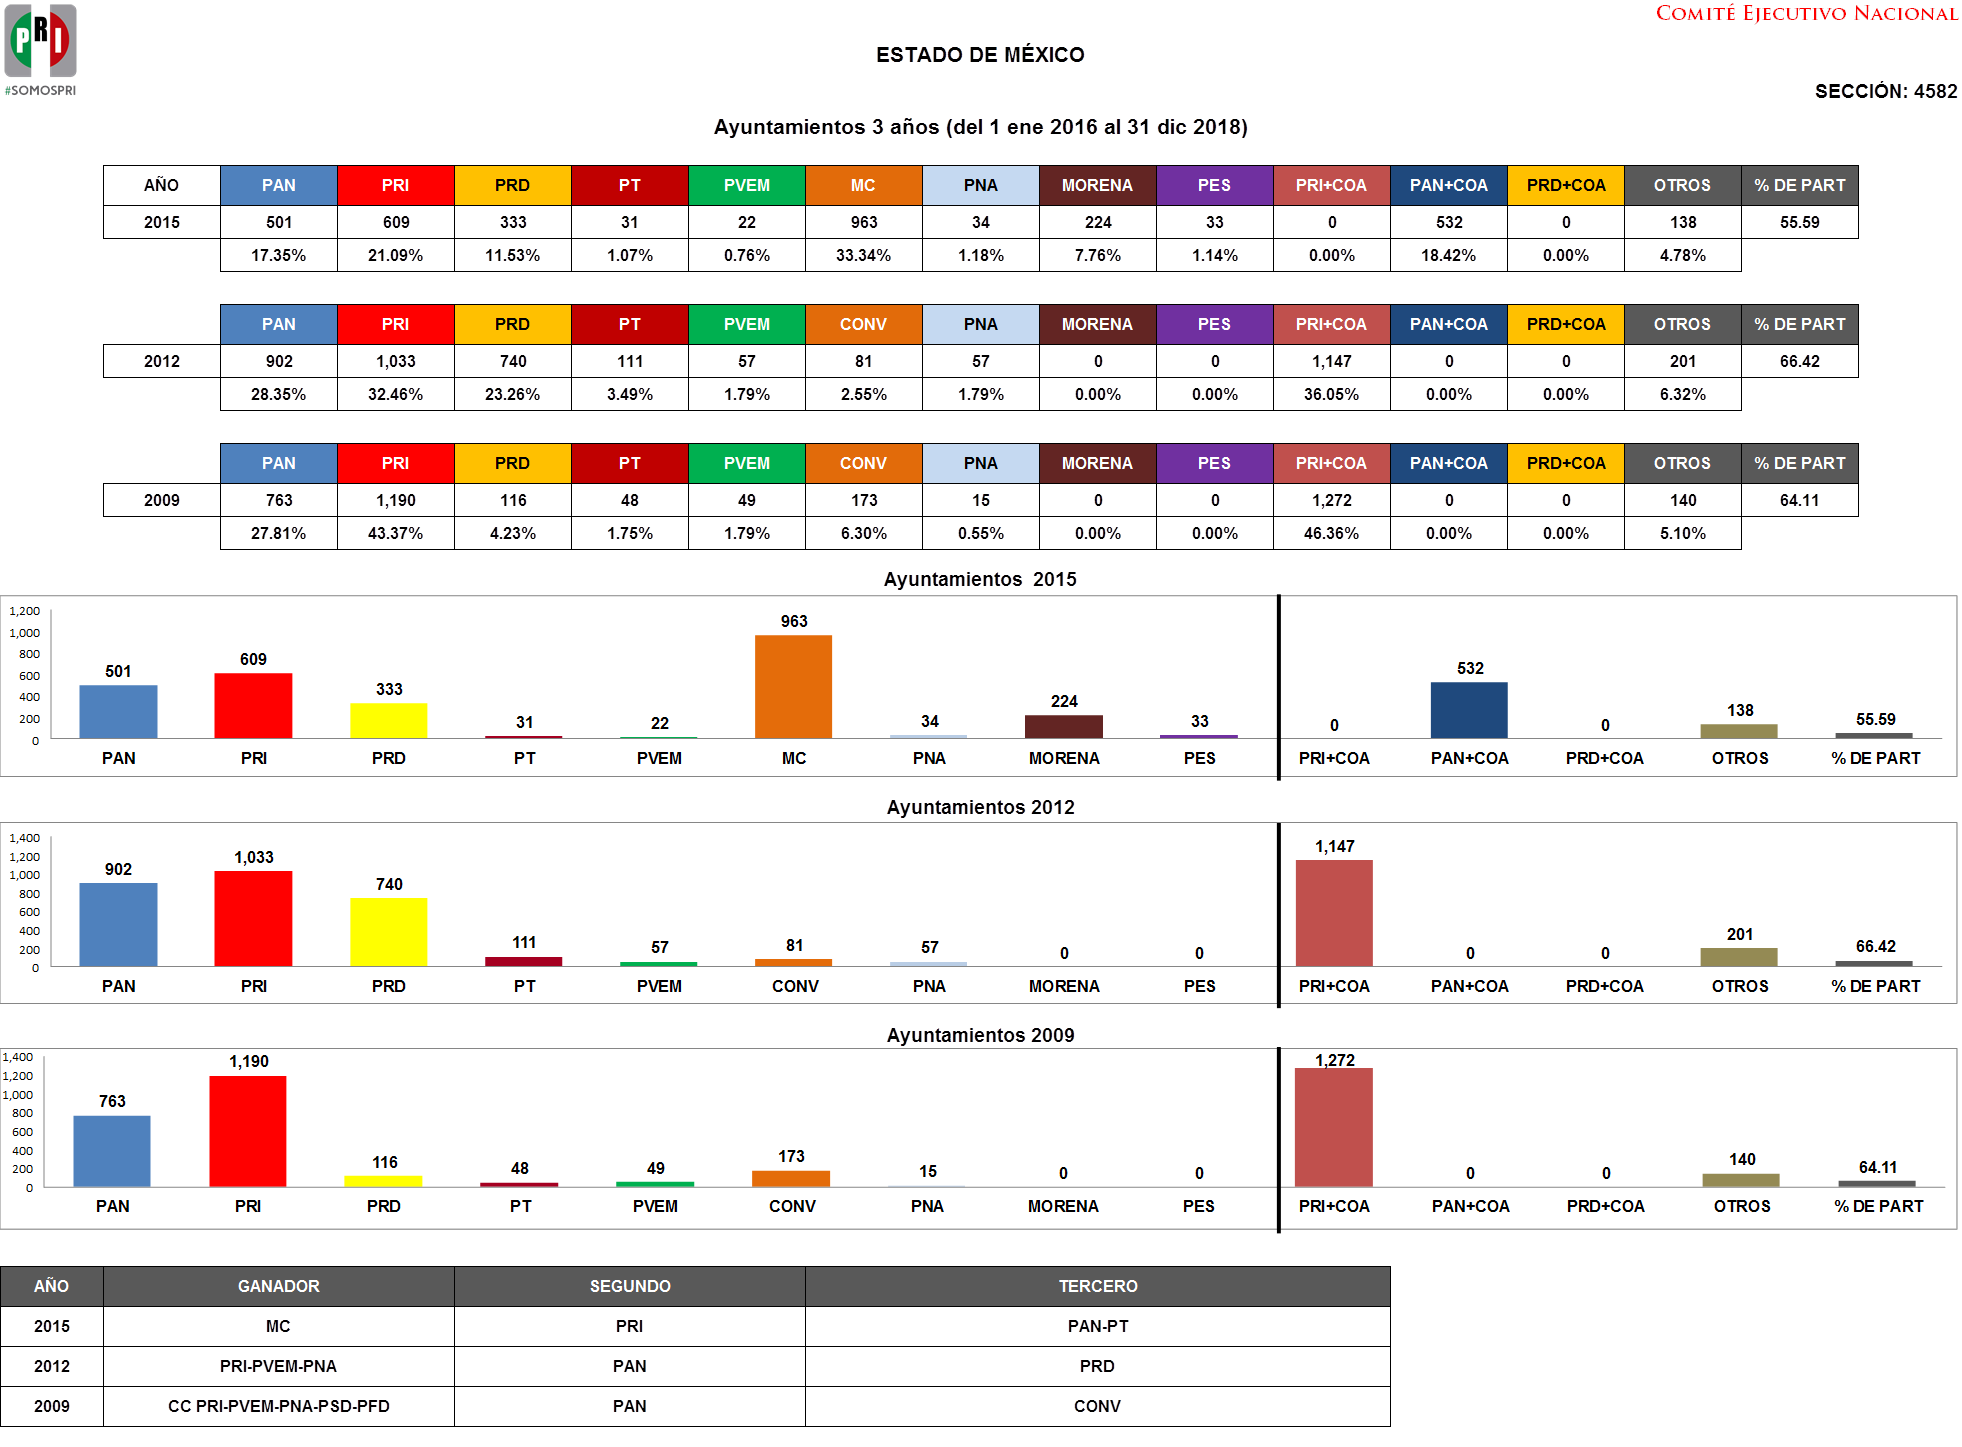 PRI
#SOMOSPRI
COMITÉ EJECUTIVO NACIONAL
ESTADO DE MÉXICO
SECCIÓN: 4582
Ayuntamientos 3 años (del 1 ene 2016 al 31 dic 2018)
AÑO PAN PRI PRD PT PVEM MC PNA MORENA PES PRI+COA PAN+COA PRD+COA OTROS % DE PART
2015 501 609 333 31 22 963 34 224 33 0 532 0 138 55.59
17.35% 21.09% 11.53% 1.07% 0.76% 33.34% 1.18% 7.76% 1.14% 0.00% 18.42% 0.00% 4.78%
PAN PRI PRD PT PVEM CONV PNA MORENA PES PRI+COA PAN+COA PRD+COA OTROS % DE PART
2012 902 1,033 740 111 57 81 57 0 0 1,147 0 0 201 66.42
28.35% 32.46% 23.26% 3.49% 1.79% 2.55% 1.79% 0.00% 0.00% 36.05% 0.00% 0.00% 6.32%
PAN PRI PRD PT PVEM CONV PNA MORENA PES PRI+COA PAN+COA PRD+COA OTROS % DE PART
2009 763 1,190 116 48 49 173 15 0 0 1,272 0 0 140 64.11
27.81% 43.37% 4.23% 1.75% 1.79% 6.30% 0.55% 0.00% 0.00% 46.36% 0.00% 0.00% 5.10%
Ayuntamientos 2015
1,200
1,000
800
600
400
200
0
501 609 333 31 22 963 34 224 33 0 532 0 138 55.59
PAN PRI PRD PT PVEM MC PNA MORENA PES PRI+COA PAN+COA PRD+COA OTROS % DE PART
Ayuntamientos 2012
1,400
1,200
1,000
800
600
400
200
0
902 1,033 740 111 57 81 57 0 0 1,147 0 0 201 66.42
PAN PRI PRD PT PVEM CONV PNA MORENA PES PRI+COA PAN+COA PRD+COA OTROS % DE PART
Ayuntamientos 2009
1,400
1,200
1,000
800
600
400
200
0
763 1,190 116 48 49 173 15 0 0 1,272 0 0 140 64.11
PAN PRI PRD PT PVEM CONV PNA MORENA PES PRI+COA PAN+COA PRD+COA OTROS % DE PART
AÑO GANADOR SEGUNDO TERCERO
2015 MC PRI PAN-PT
2012 PRI-PVEM-PNA PAN PRD
2009 CC PRI-PVEM-PNA-PSD-PFD PAN CONV